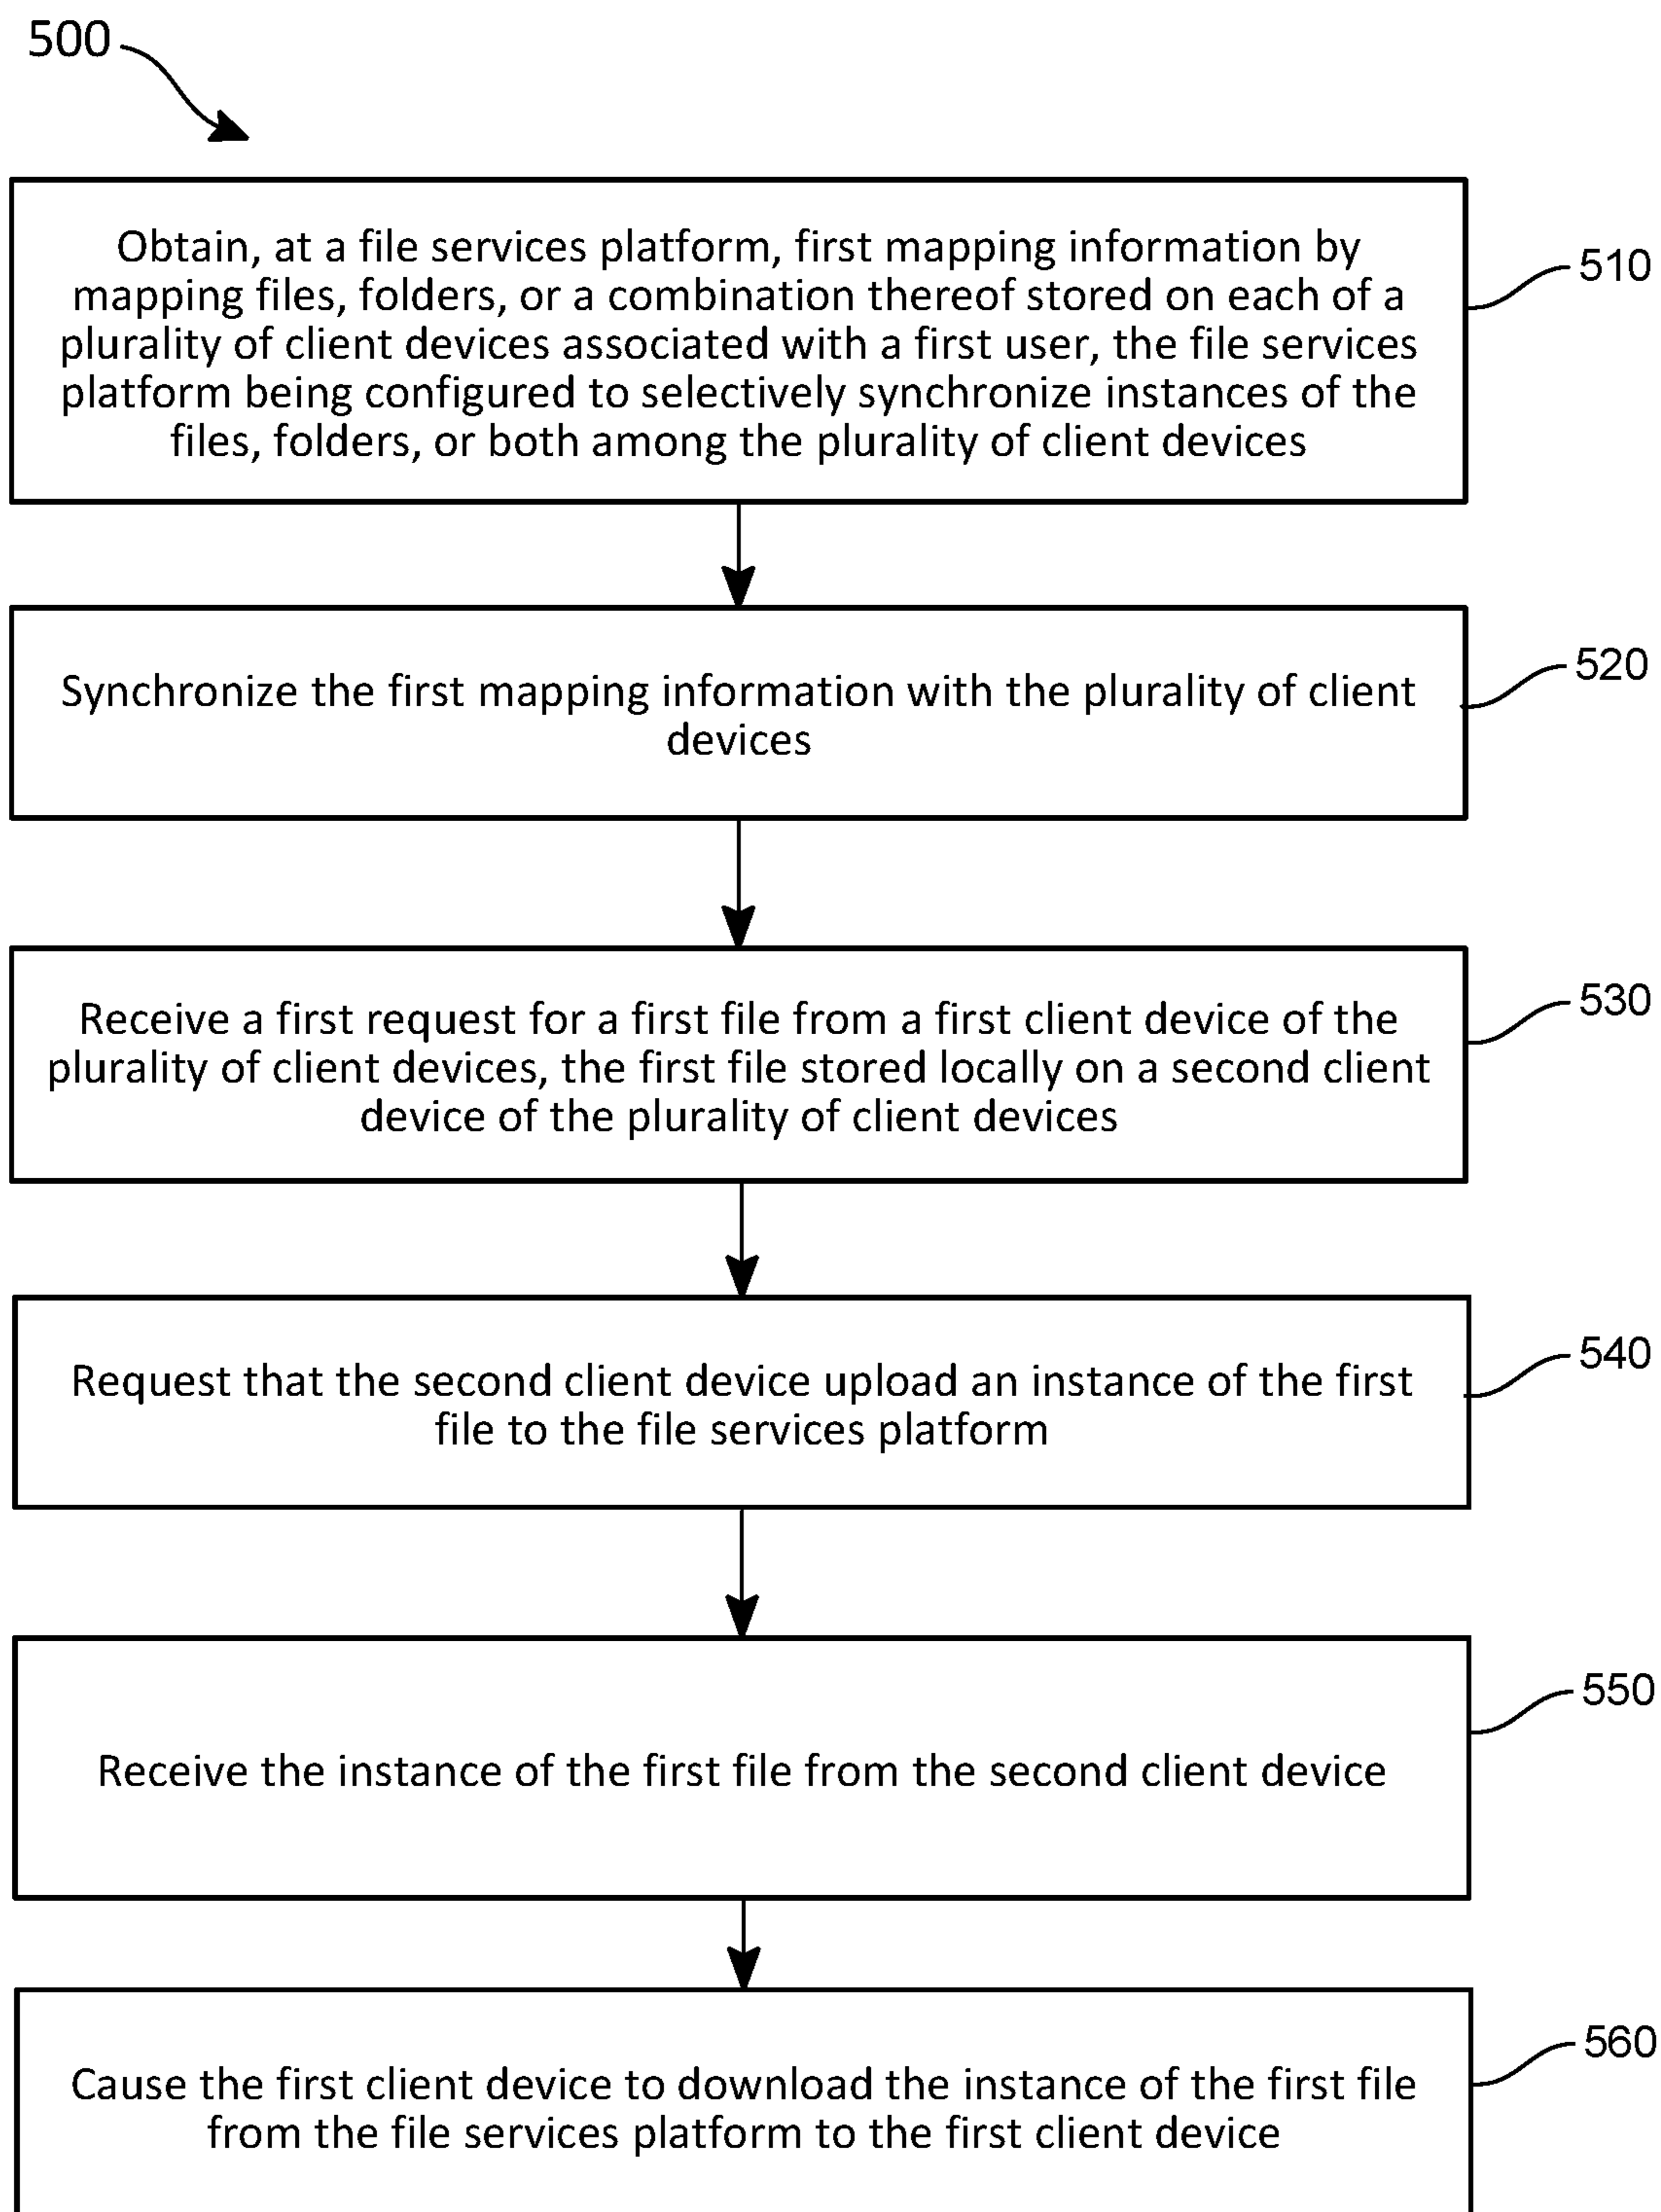 500
Obtain, at a file services platform, first mapping information by
mapping files, folders, or a combination thereof stored on each of a
plurality of client devices associated with a first user, the file services
platform being configured to selectively synchronize instances of the
files, folders, or both among the plurality of client devices
510
Synchronize the first mapping information with the plurality of client
devices
520
Receive a first request for a first file from a first client device of the
plurality of client devices, the first file stored locally on a second client
device of the plurality of client devices
530
Request that the second client device upload an instance of the first
file to the file services platform
540
Receive the instance of the first file from the second client device
550
Cause the first client device to download the instance of the first file
from the file services platform to the first client device
560